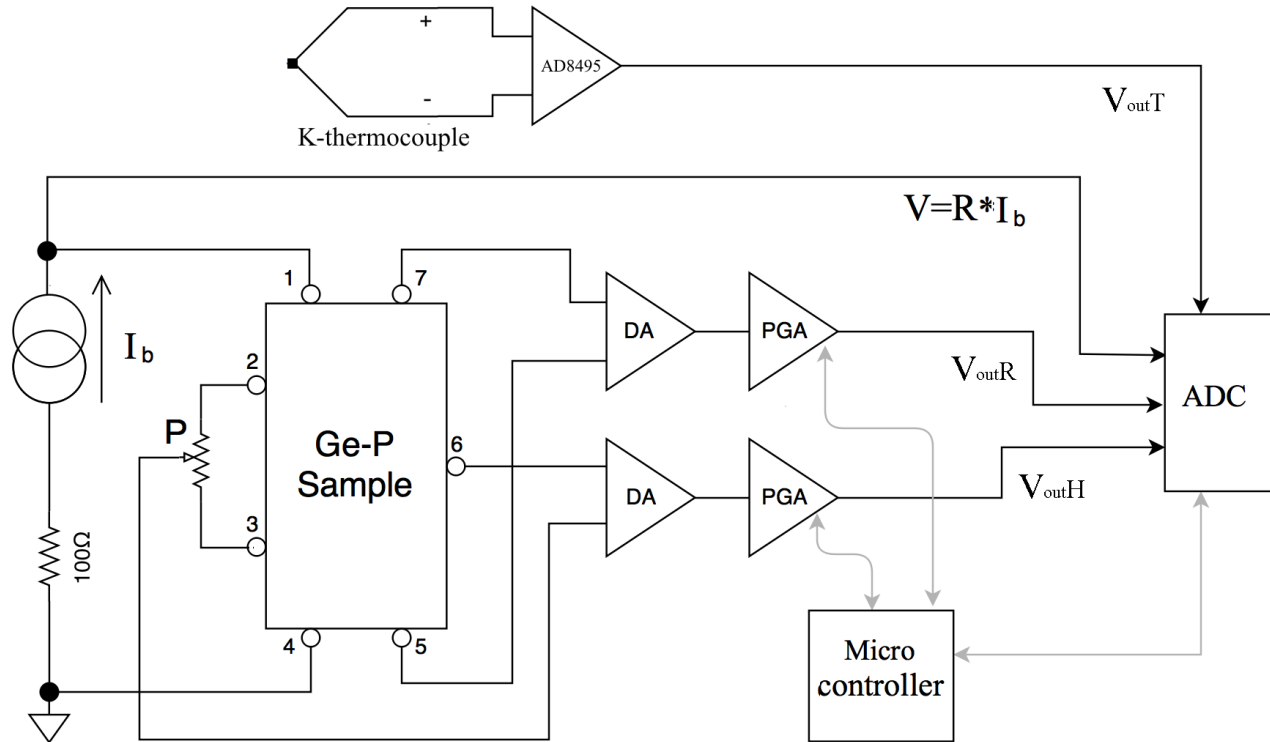 +
AD8495
-
K-thermocouple
VoutT
V=R*Ib
1
7
Ib
DA
PGA
2
VoutR
ADC
P
Ge-P
Sample
6
DA
PGA
VoutH
3
100Ω
4
5
Micro
controller